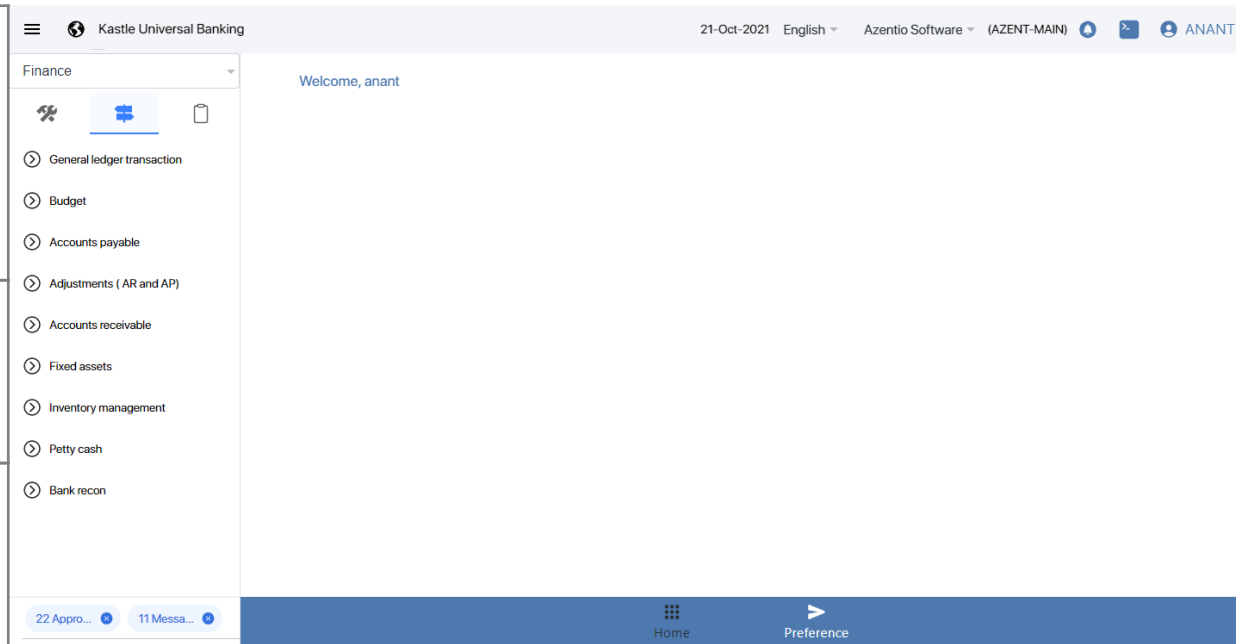 Kastle Universal Banking 21-Oct-2021 English Azentio Software (AZENT-MAIN) ANANT
Finance
Welcome, anant
General ledger transaction
Budget
Accounts payable
Adjustments ( AR and AP)
Accounts receivable
Fixed assets
Inventory management
Petty cash
Bank recon
22 Appro... 11 Messa...
Home Preference